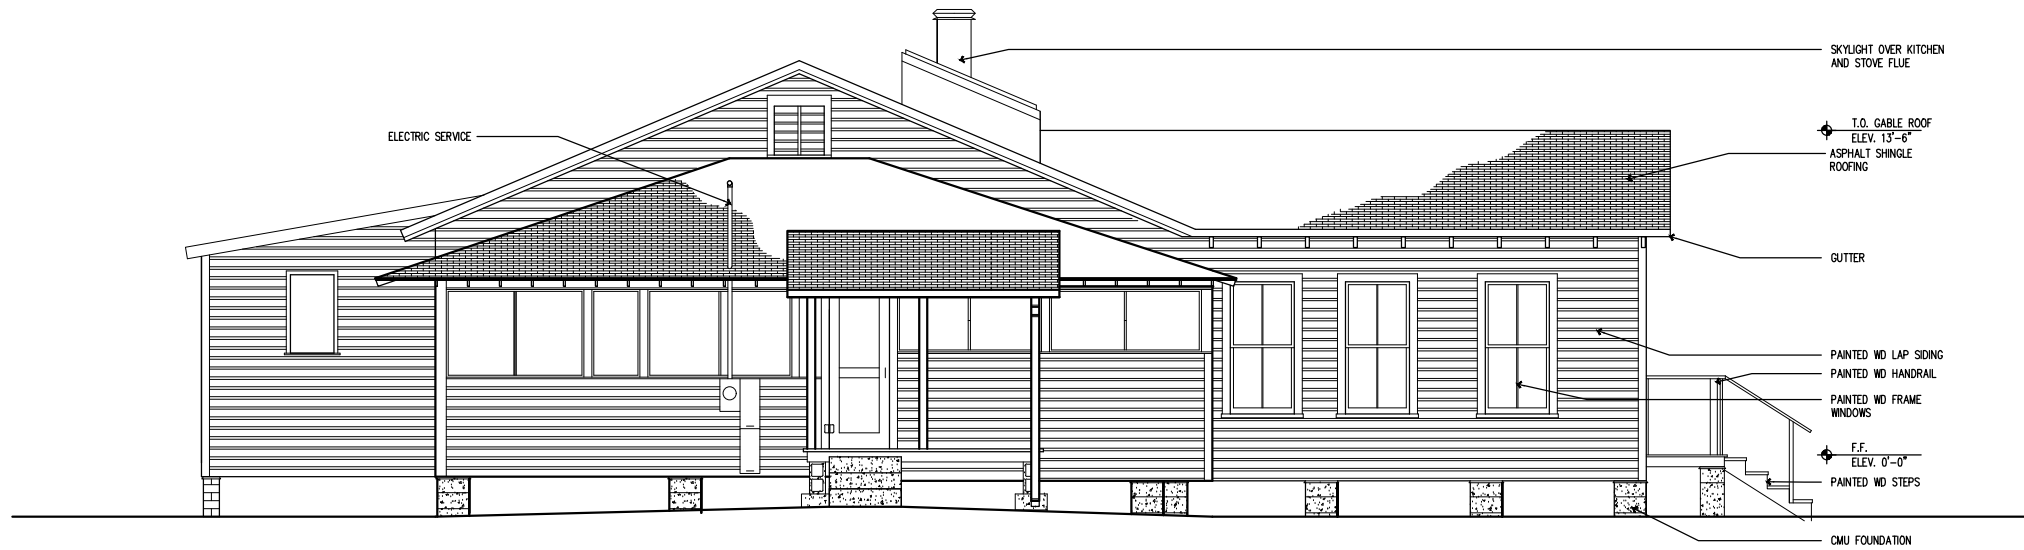 SKYLIGHT OVER KITCHEN
AND STOVE FLUE
ELECTRIC SERVICE
T.O. GABLE ROOF
ELEV. 13'-6"
ASPHALT SHINGLE
ROOFING
GUTTER
PAINTED WD LAP SIDING
PAINTED WD HANDRAIL
PAINTED WD FRAME
WINDOWS
F.F.
ELEV. 0'-0"
PAINTED WD STEPS
CMU FOUNDATION